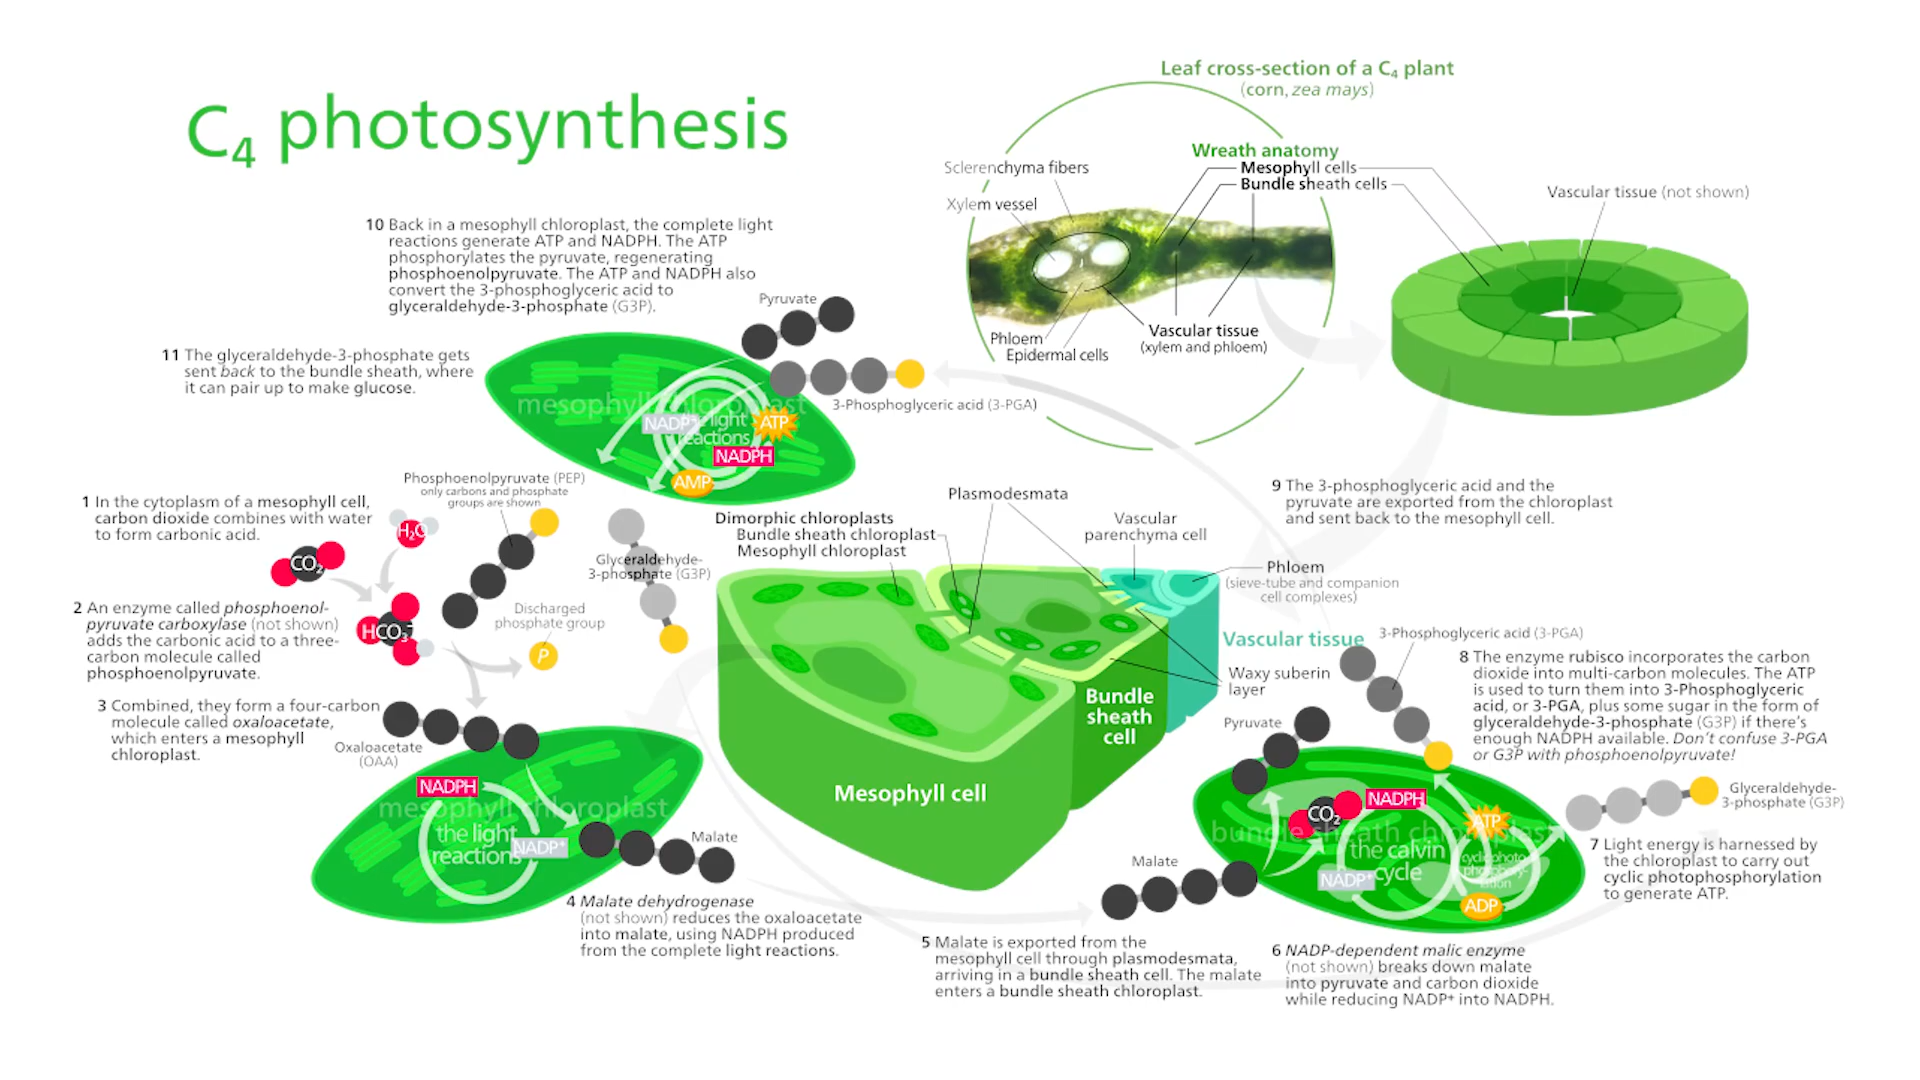 C4 photosynthesis
Leaf cross-section of a C4 plant
(corn, zea mays)
Wreath anatomy
Mesophyll cells
Bundle sheath cells
Sclerenchyma fibers
Xylem vessel
Phloem
Epidermal cells
Vascular tissue
(xylem and phloem)
Vascular tissue (not shown)
10 Back in a mesophyll chloroplast, the complete light
reactions generate ATP and NADPH. The ATP
phosphorylates the pyruvate, regenerating
phosphoenolpyruvate. The ATP and NADPH also
convert the 3-phosphoglyceric acid to
glyceraldehyde-3-phosphate (G3P).
Pyruvate
11 The glyceraldehyde-3-phosphate gets
sent back to the bundle sheath, where
it can pair up to make glucose.
mesophyll chloroplast
3-Phosphoglyceric acid (3-PGA)
NADP+
the light
reactions
ATP
NADPH
AMP
Phosphoenolpyruvate (PEP)
only carbons and phosphate
groups are shown
1 In the cytoplasm of a mesophyll cell,
carbon dioxide combines with water
to form carbonic acid.
H2O
CO2
Glyceraldehyde-
3-phosphate (G3P)
2 An enzyme called phosphoenol-
pyruvate carboxylase (not shown)
adds the carbonic acid to a three-
carbon molecule called
phosphoenolpyruvate.
HCO3-
Discharged
phosphate group
P
3 Combined, they form a four-carbon
molecule called oxaloacetate,
which enters a mesophyll
chloroplast.
Oxaloacetate
(OAA)
NADPH
mesophyll chloroplast
the light
reactions
NADP+
Malate
4 Malate dehydrogenase
(not shown) reduces the oxaloacetate
into malate, using NADPH produced
from the complete light reactions.
Dimorphic chloroplasts
Bundle sheath chloroplast
Mesophyll chloroplast
Plasmodesmata
Vascular
parenchyma cell
Phloem
(sieve-tube and companion
cell complexes)
Vascular tissue
Waxy suberin
layer
Bundle
sheath
cell
Mesophyll cell
9 The 3-phosphoglyceric acid and the
pyruvate are exported from the chloroplast
and sent back to the mesophyll cell.
3-Phosphoglyceric acid (3-PGA)
8 The enzyme rubisco incorporates the carbon
dioxide into multi-carbon molecules. The ATP
is used to turn them into 3-Phosphoglyceric
acid, or 3-PGA, plus some sugar in the form of
glyceraldehyde-3-phosphate (G3P) if there's
enough NADPH available. Don't confuse 3-PGA
or G3P with phosphoenolpyruvate!
Pyruvate
CO2
NADPH
ATP
bundle sheath chloroplast
the calvin
cycle
NADP+
cyclic photo-
phosphory-
lation
ADP
Glyceraldehyde-
3-phosphate (G3P)
7 Light energy is harnessed by
the chloroplast to carry out
cyclic photophosphorylation
to generate ATP.
Malate
5 Malate is exported from the
mesophyll cell through plasmodesmata,
arriving in a bundle sheath cell. The malate
enters a bundle sheath chloroplast.
6 NADP-dependent malic enzyme
(not shown) breaks down malate
into pyruvate and carbon dioxide
while reducing NADP+ into NADPH.